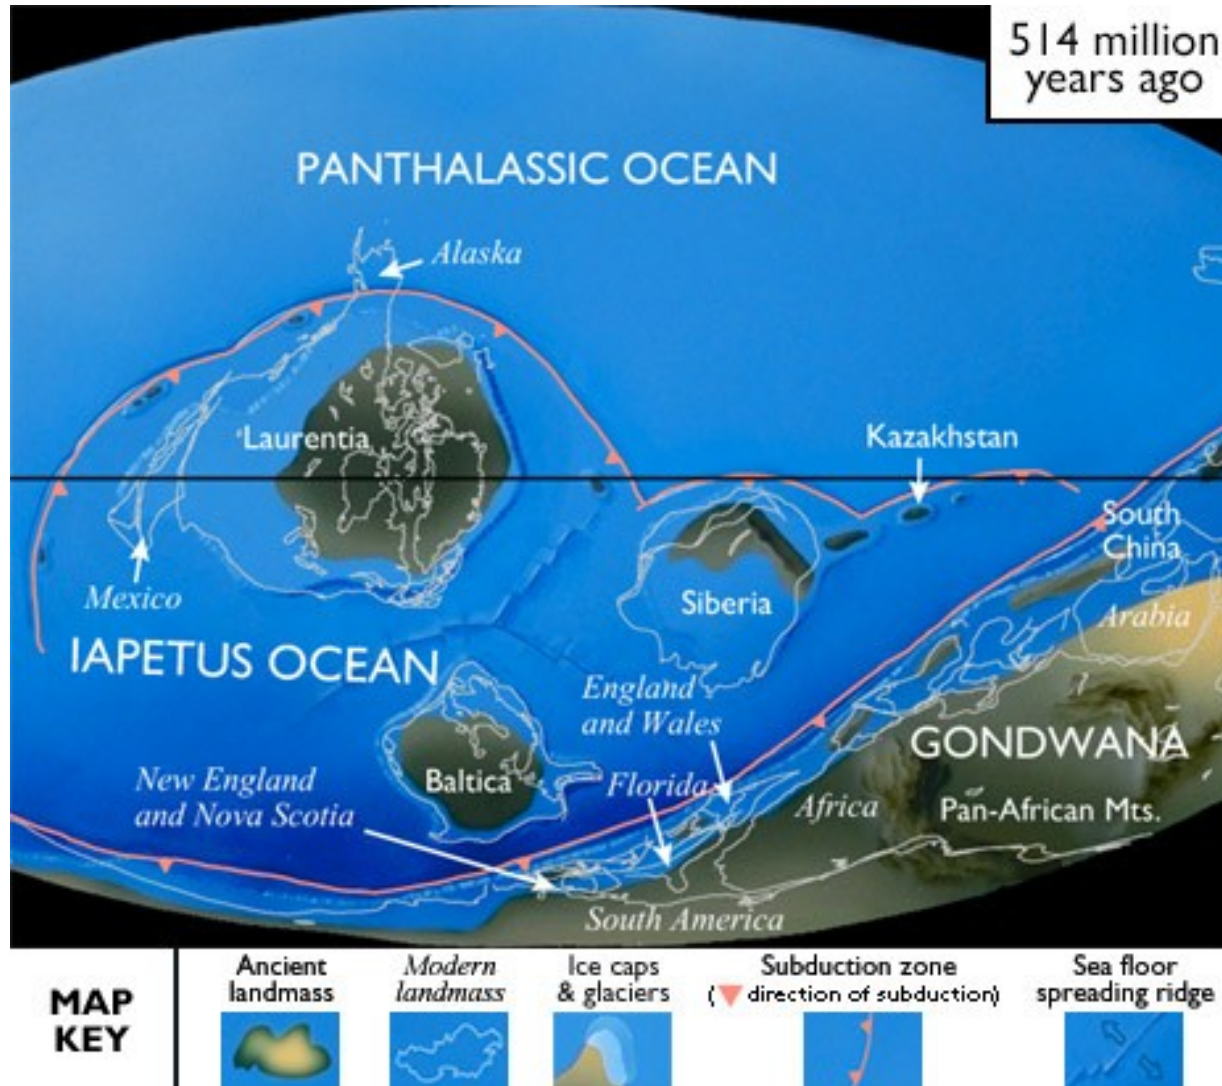 514 million
years ago
PANTHALASSIC OCEAN
Alaska
Laurentia
Kazakhstan
South
China
Mexico
Siberia
Arabia
IAPETUS OCEAN
England
and Wales
GONDWANA
New England
and Nova Scotia
Baltica
Florida
Africa
Pan-African Mts.
South America
MAP
KEY
Ancient
landmass
Modern
landmass
Ice caps
& glaciers
Subduction zone
(▼ direction of subduction)
Sea floor
spreading ridge